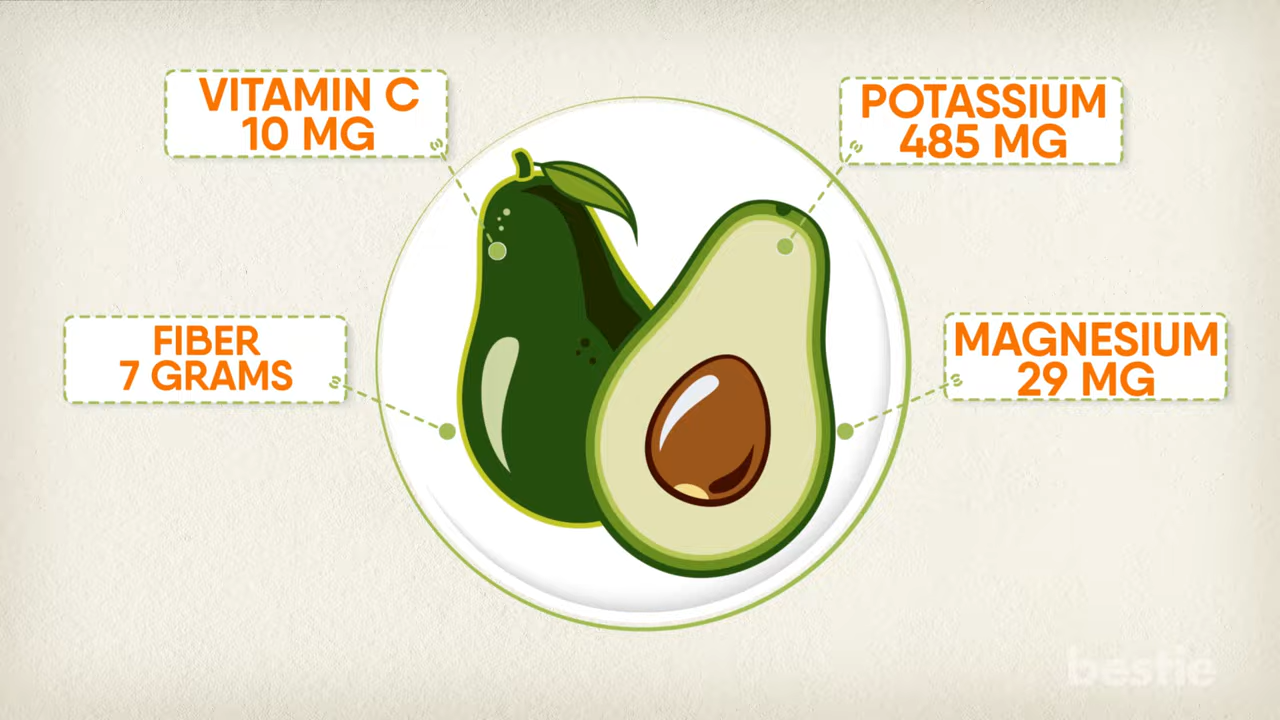 VITAMIN C
10 MG
POTASSIUM
485 MG
FIBER
7 GRAMS
MAGNESIUM
29 MG
bestie